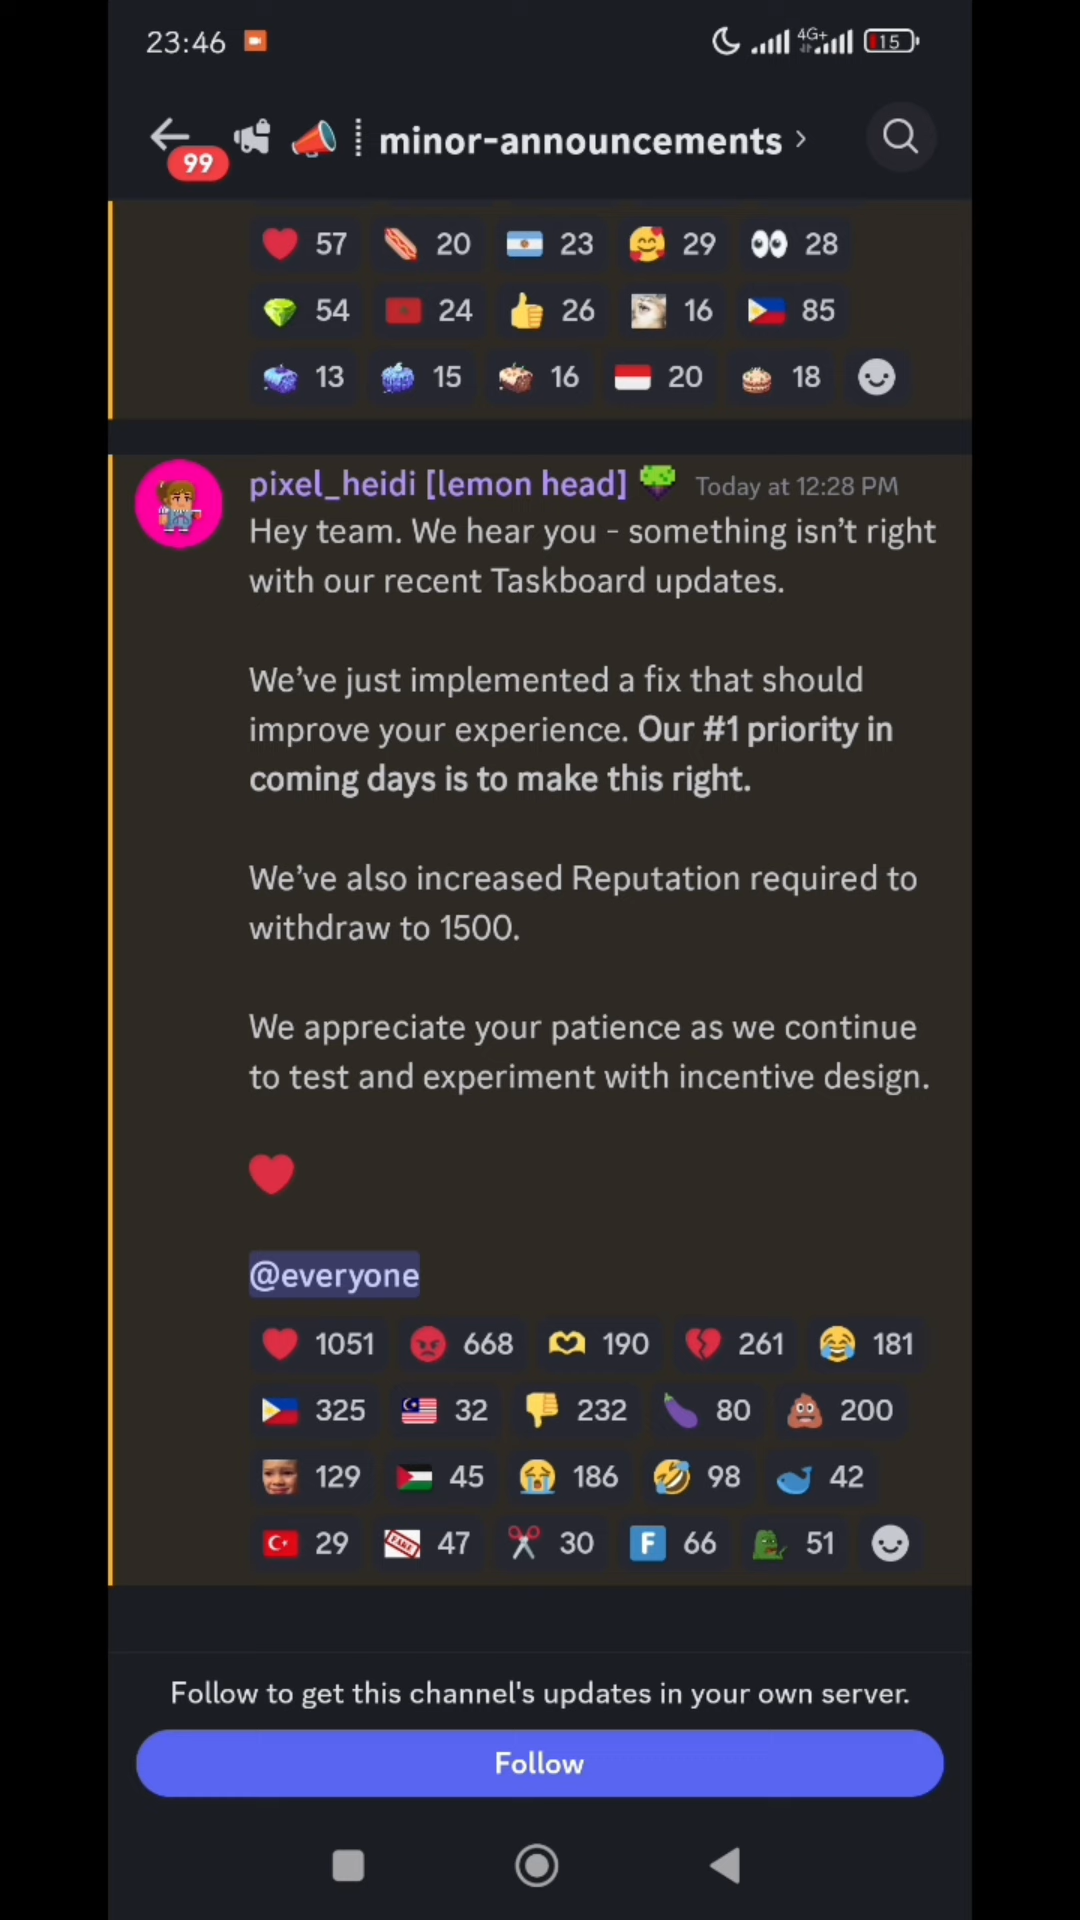 23:46 4G+ 15
99 minor-announcements
57 20 23 29 28
54 24 26 16 85
13 15 16 20 18
pixel_heidi [lemon head] Today at 12:28 PM
Hey team. We hear you - something isn't right
with our recent Taskboard updates.
We've just implemented a fix that should
improve your experience. Our #1 priority in
coming days is to make this right.
We've also increased Reputation required to
withdraw to 1500.
We appreciate your patience as we continue
to test and experiment with incentive design.
@everyone
1051 668 190 261 181
325 32 232 80 200
129 45 186 98 42
29 FAKE 47 30 F 66 51
Follow to get this channel's updates in your own server.
Follow